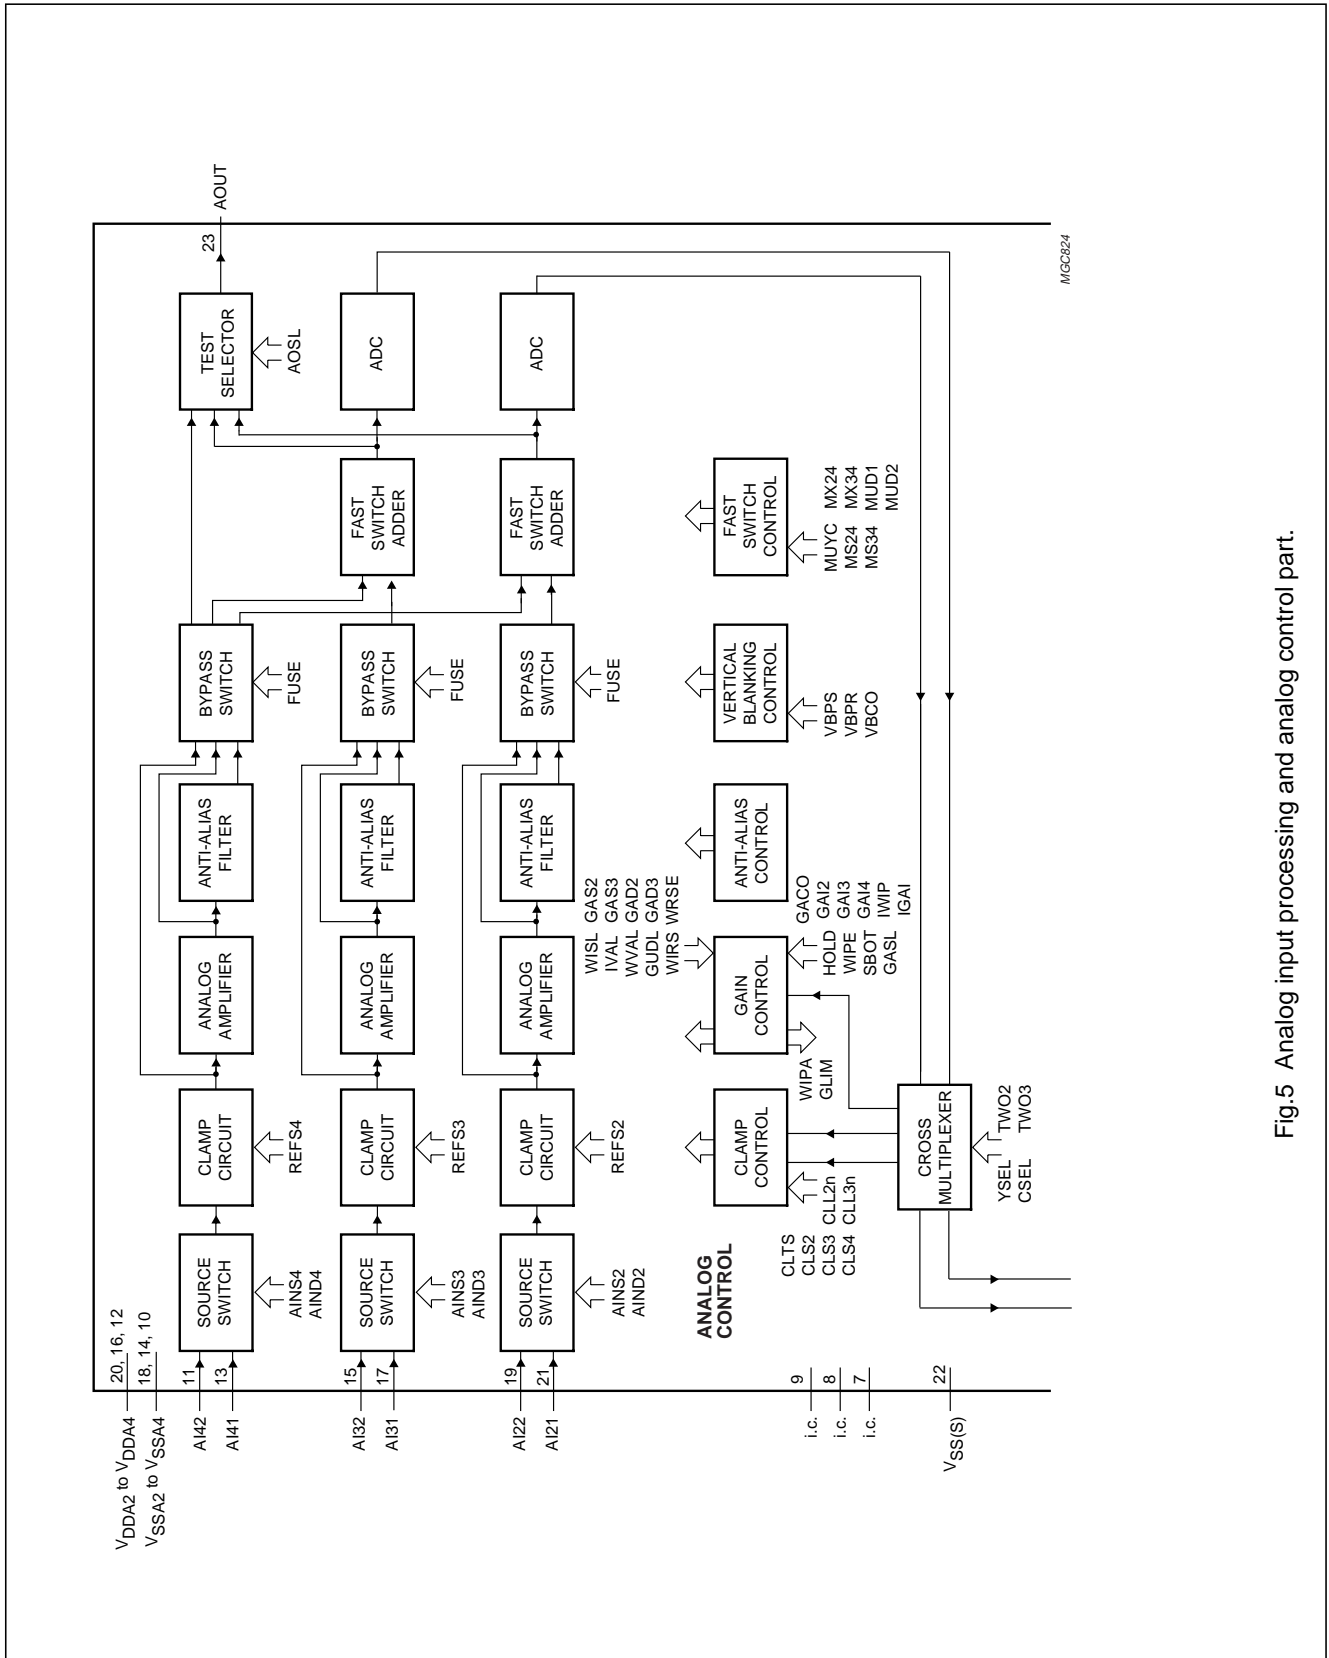 VDDA2 to VDDA4
20, 16, 12
VSSA2 to VSSA4
18, 14, 10
AI42
11
AI41
13
SOURCE
SWITCH
AINS4
AIND4
CLAMP
CIRCUIT
REFS4
ANALOG
AMPLIFIER
ANTI-ALIAS
FILTER
BYPASS
SWITCH
FUSE
TEST
SELECTOR
AOSL
23
AOUT
AI32
15
AI31
17
SOURCE
SWITCH
AINS3
AIND3
CLAMP
CIRCUIT
REFS3
ANALOG
AMPLIFIER
ANTI-ALIAS
FILTER
BYPASS
SWITCH
FUSE
FAST
SWITCH
ADDER
ADC
AI22
19
AI21
21
SOURCE
SWITCH
AINS2
AIND2
CLAMP
CIRCUIT
REFS2
ANALOG
AMPLIFIER
ANTI-ALIAS
FILTER
BYPASS
SWITCH
FUSE
FAST
SWITCH
ADDER
ADC
ANALOG
CONTROL
CLAMP
CONTROL
CLTS
CLS2
CLS3 CLL2n
CLS4 CLL3n
WISL GAS2
IVAL GAS3
WVAL GAD2
GUDL GAD3
WIRS WRSE
GAIN
CONTROL
WIPA
GLIM
GACO
HOLD GAI2
WIPE GAI3
SBOT GAI4
GASL IWIP
IGAI
ANTI-ALIAS
CONTROL
VERTICAL
BLANKING
CONTROL
VBPS
VBPR
VBCO
FAST
SWITCH
CONTROL
MUYC MX24
MS24 MX34
MS34 MUD1
MUD2
i.c.
9
i.c.
8
i.c.
7
VSS(S)
22
CROSS
MULTIPLEXER
YSEL TWO2
CSEL TWO3
MGC824
Fig.5 Analog input processing and analog control part.